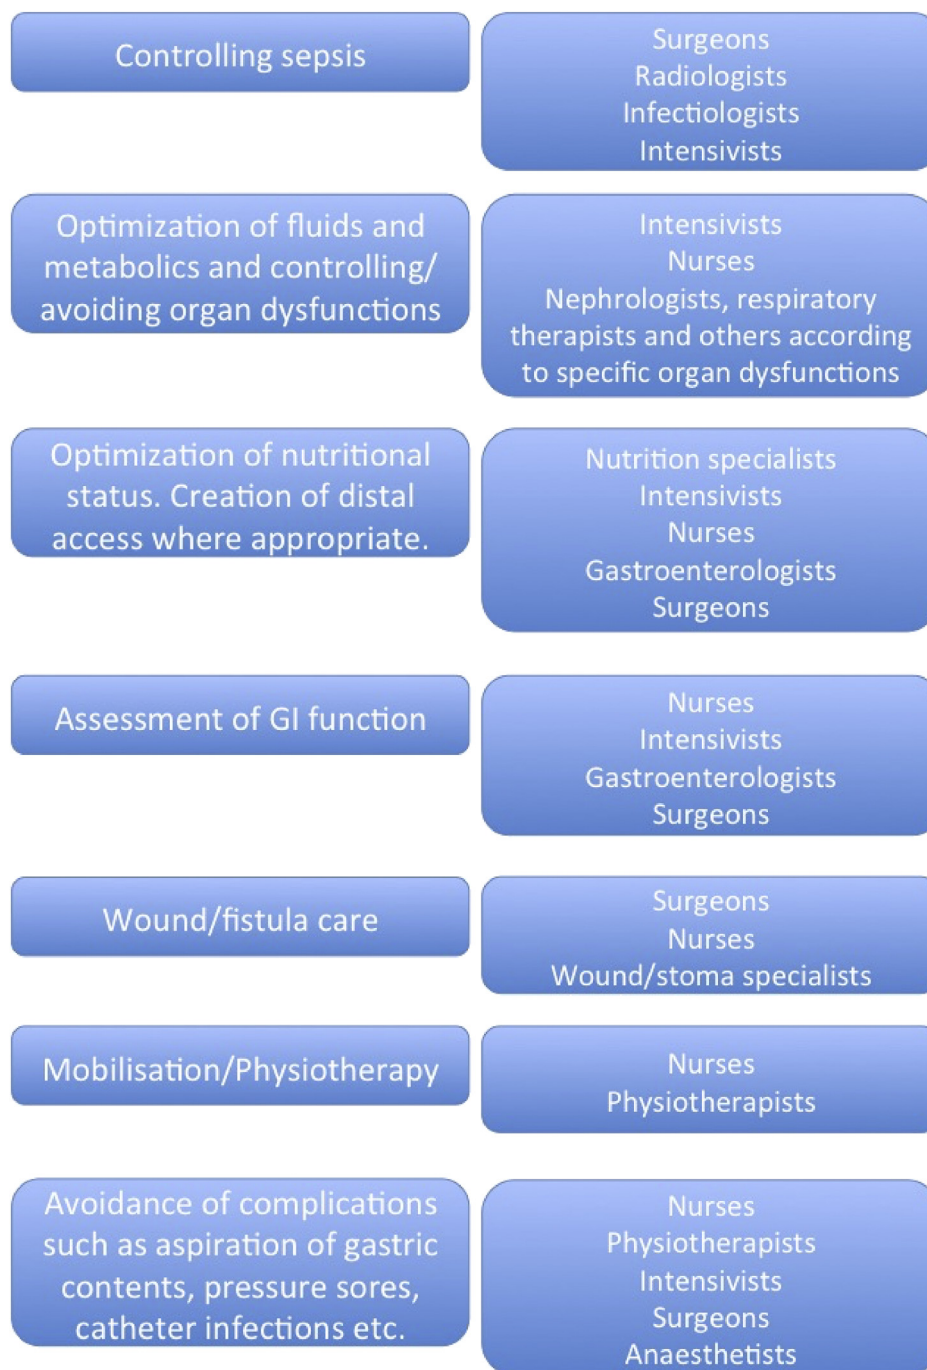 Controlling sepsis
Surgeons
Radiologists
Infectiologists
Intensivists
Optimization of fluids and
metabolics and controlling/
avoiding organ dysfunctions
Intensivists
Nurses
Nephrologists, respiratory
therapists and others according
to specific organ dysfunctions
Optimization of nutritional
status. Creation of distal
access where appropriate.
Nutrition specialists
Intensivists
Nurses
Gastroenterologists
Surgeons
Assessment of GI function
Nurses
Intensivists
Gastroenterologists
Surgeons
Wound/fistula care
Surgeons
Nurses
Wound/stoma specialists
Mobilisation/Physiotherapy
Nurses
Physiotherapists
Avoidance of complications
such as aspiration of gastric
contents, pressure sores,
catheter infections etc.
Nurses
Physiotherapists
Intensivists
Surgeons
Anaesthetists